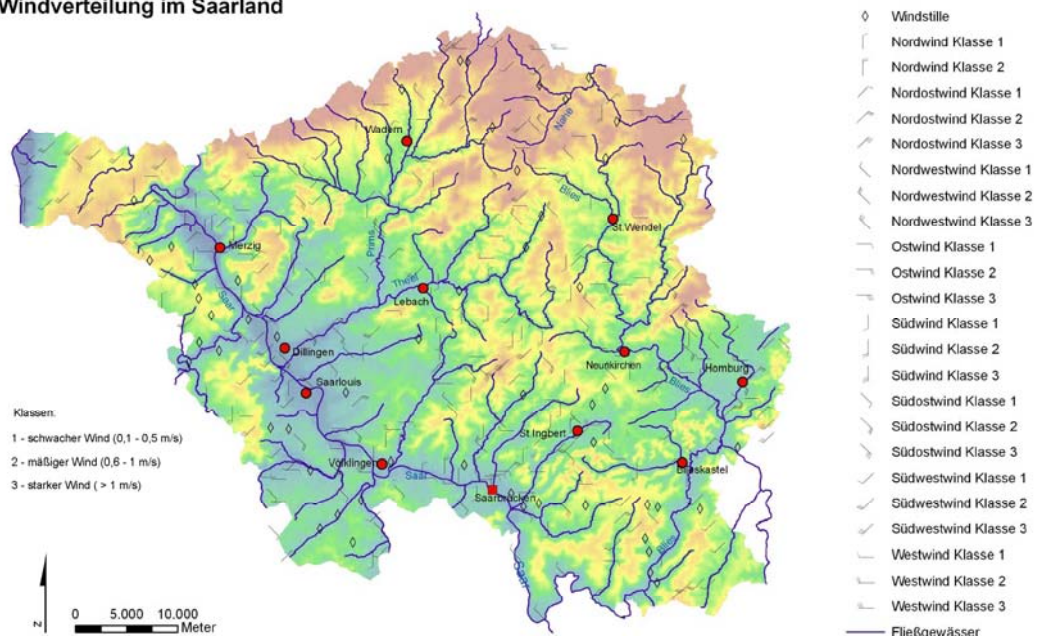 Windverteilung im Saarland
Wadern
Nahe
Blies
St.Wendel
Merzig
Prims
Saar
Theel
Lebach
Dillingen
Neunkirchen
Homburg
Blies
Saarlouis
St.Ingbert
Völklingen
Saar
Blieskastel
Saarbrücken
Blies
Saar
Klassen:
1 - schwacher Wind (0,1 - 0,5 m/s)
2 - mäßiger Wind (0,6 - 1 m/s)
3 - starker Wind ( > 1 m/s)
N
0 5.000 10.000
Meter
Windstille
Nordwind Klasse 1
Nordwind Klasse 2
Nordostwind Klasse 1
Nordostwind Klasse 2
Nordostwind Klasse 3
Nordwestwind Klasse 1
Nordwestwind Klasse 2
Nordwestwind Klasse 3
Ostwind Klasse 1
Ostwind Klasse 2
Ostwind Klasse 3
Südwind Klasse 1
Südwind Klasse 2
Südwind Klasse 3
Südostwind Klasse 1
Südostwind Klasse 2
Südostwind Klasse 3
Südwestwind Klasse 1
Südwestwind Klasse 2
Südwestwind Klasse 3
Westwind Klasse 1
Westwind Klasse 2
Westwind Klasse 3
Fließgewässer